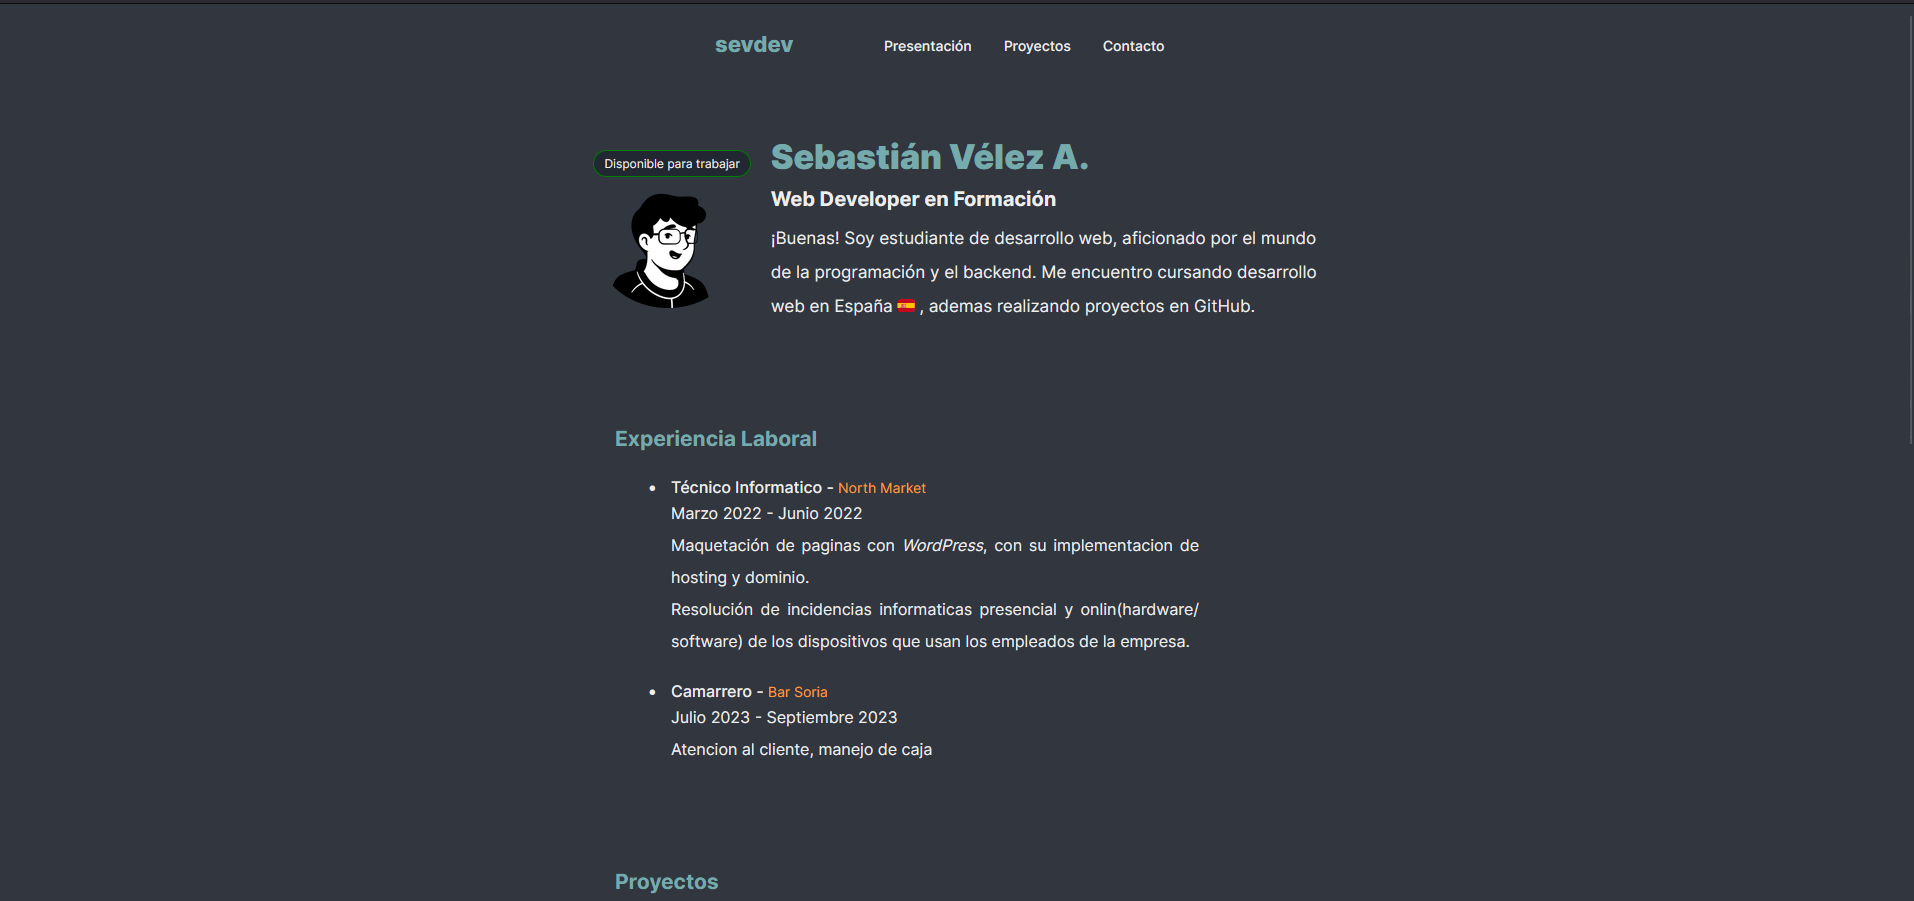 sevdev
Presentación Proyectos Contacto
Disponible para trabajar
Sebastián Vélez A.
Web Developer en Formación
¡Buenas! Soy estudiante de desarrollo web, aficionado por el mundo
de la programación y el backend. Me encuentro cursando desarrollo
web en España 🇪🇸 , ademas realizando proyectos en GitHub.
Experiencia Laboral
• Técnico Informatico - North Market
Marzo 2022 - Junio 2022
Maquetación de paginas con WordPress, con su implementacion de
hosting y dominio.
Resolución de incidencias informaticas presencial y onlin(hardware/
software) de los dispositivos que usan los empleados de la empresa.
• Camarrero - Bar Soria
Julio 2023 - Septiembre 2023
Atencion al cliente, manejo de caja
Proyectos